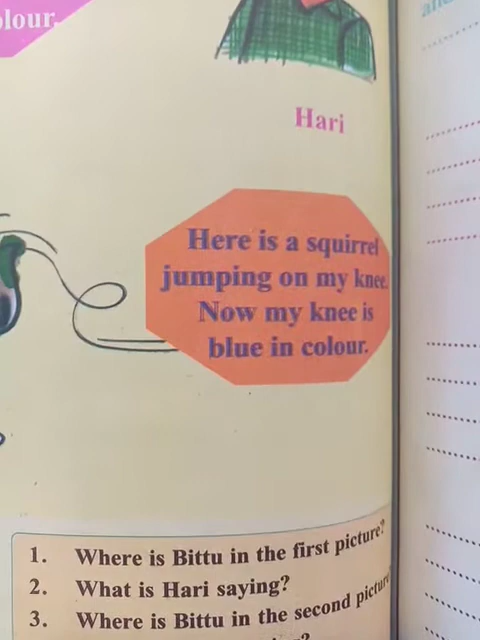 olour.
Hari
Here is a squirrel
jumping on my knee.
Now my knee is
blue in colour.
1. Where is Bittu in the first picture?
2. What is Hari saying?
3. Where is Bittu in the second picture